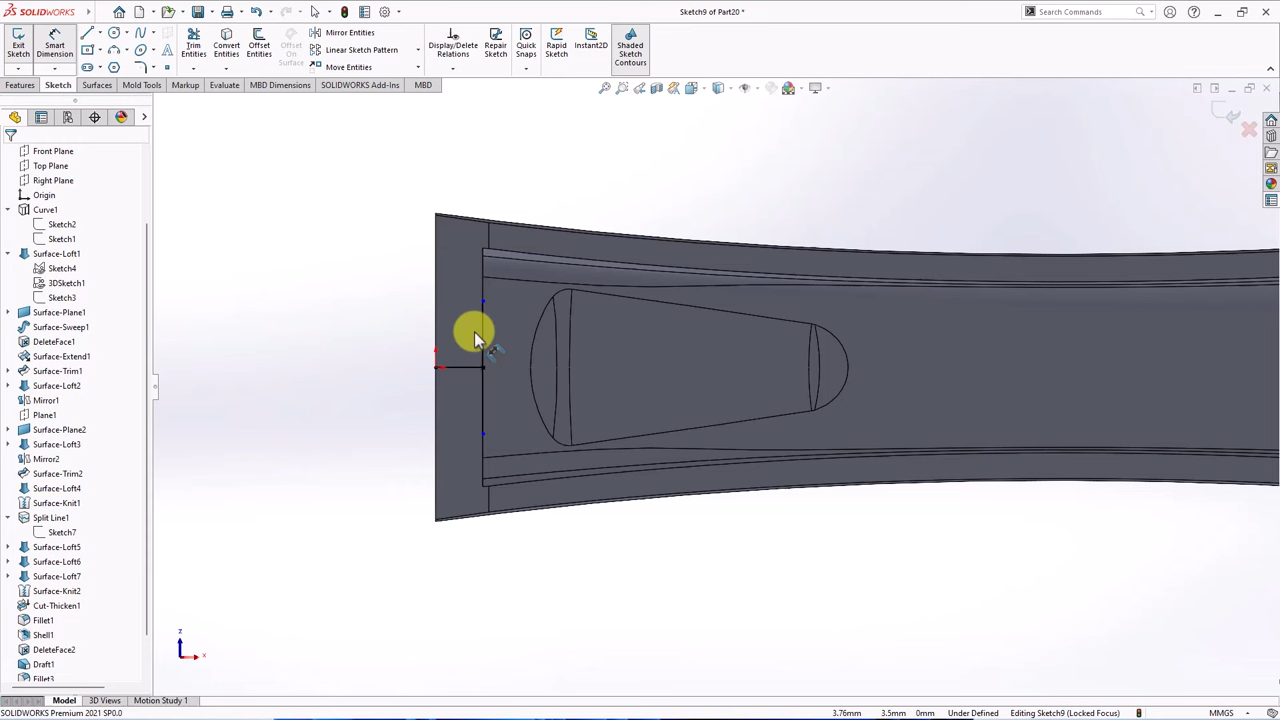 SOLIDWORKS
Sketch9 of Part20 *
Search Commands
Exit Sketch
Smart Dimension
Trim Entities
Convert Entities
Offset Entities
Offset On Surface
Mirror Entities
Linear Sketch Pattern
Move Entities
Display/Delete Relations
Repair Sketch
Quick Snaps
Rapid Sketch
Instant2D
Shaded Sketch Contours
Features
Sketch
Surfaces
Mold Tools
Markup
Evaluate
MBD Dimensions
SOLIDWORKS Add-Ins
MBD
Front Plane
Top Plane
Right Plane
Origin
Curve1
Sketch2
Sketch1
Surface-Loft1
Sketch4
3DSketch1
Sketch3
Surface-Plane1
Surface-Sweep1
DeleteFace1
Surface-Extend1
Surface-Trim1
Surface-Loft2
Mirror1
Plane1
Surface-Plane2
Surface-Loft3
Mirror2
Surface-Trim2
Surface-Loft4
Surface-Knit1
Split Line1
Sketch7
Surface-Loft5
Surface-Loft6
Surface-Loft7
Surface-Knit2
Cut-Thicken1
Fillet1
Shell1
DeleteFace2
Draft1
Fillet3
z
x
Model
3D Views
Motion Study 1
SOLIDWORKS Premium 2021 SP0.0
3.76mm
3.5mm
0mm
Under Defined
Editing Sketch9 (Locked Focus)
MMGS